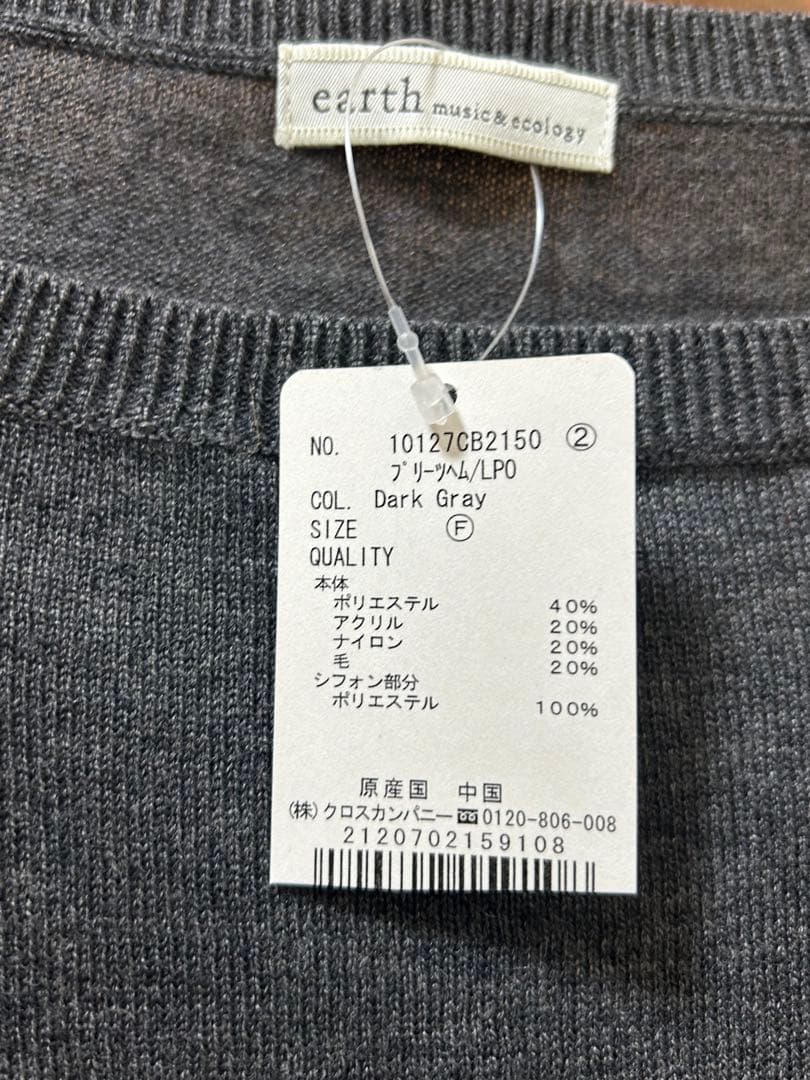 earth music&ecology
NO. 10127CB2150 ②
プリーツヘム/LPO
COL. Dark Gray
SIZE Ⓕ
QUALITY
本体
ポリエステル 40%
アクリル 20%
ナイロン 20%
毛 20%
シフォン部分
ポリエステル 100%
原産国 中国
(株)クロスカンパニー 0120-806-008
2120702159108